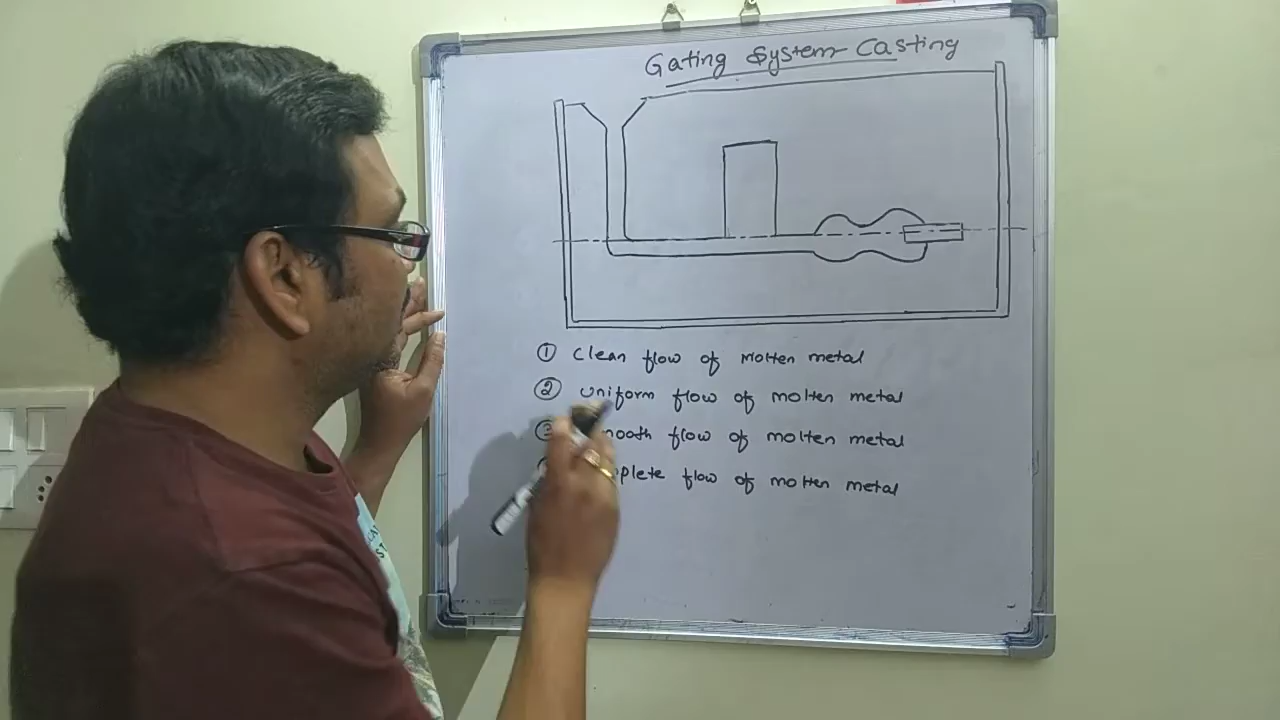 Gating System Casting
① Clean flow of Molten metal
② Uniform flow of molten metal
flow of molten metal
flow of molten metal